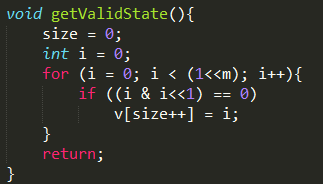 void getValidState(){
    size = 0;
    int i = 0;
    for (i = 0; i < (1<<m); i++){
        if ((i & i<<1) == 0)
            v[size++] = i;
    }
    return;
}